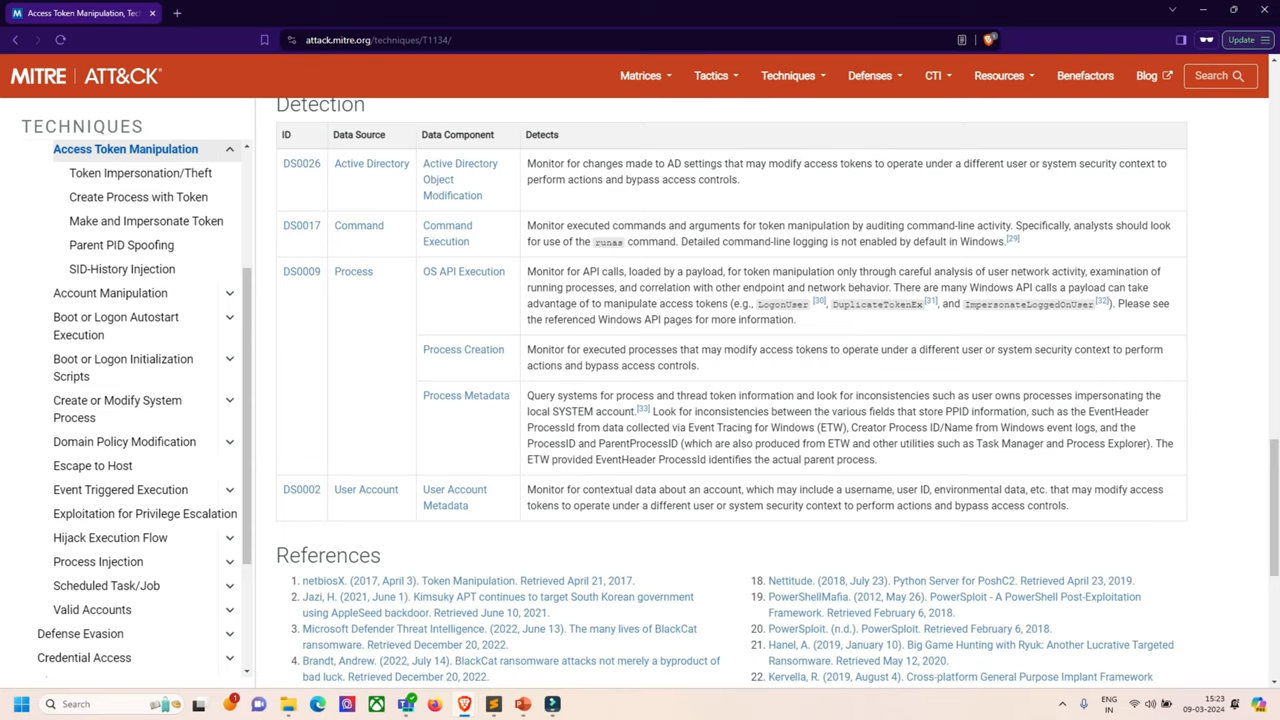 Access Token Manipulation, Tec
attack.mitre.org/techniques/T1134/
Update
MITRE | ATT&CK®
Matrices
Tactics
Techniques
Defenses
CTI
Resources
Benefactors
Blog
Search
TECHNIQUES
Access Token Manipulation
Token Impersonation/Theft
Create Process with Token
Make and Impersonate Token
Parent PID Spoofing
SID-History Injection
Account Manipulation
Boot or Logon Autostart
Execution
Boot or Logon Initialization
Scripts
Create or Modify System
Process
Domain Policy Modification
Escape to Host
Event Triggered Execution
Exploitation for Privilege Escalation
Hijack Execution Flow
Process Injection
Scheduled Task/Job
Valid Accounts
Defense Evasion
Credential Access
Detection
ID Data Source Data Component Detects
DS0026 Active Directory Active Directory
Object
Modification
Monitor for changes made to AD settings that may modify access tokens to operate under a different user or system security context to
perform actions and bypass access controls.
DS0017 Command Command
Execution
Monitor executed commands and arguments for token manipulation by auditing command-line activity. Specifically, analysts should look
for use of the runas command. Detailed command-line logging is not enabled by default in Windows.[29]
DS0009 Process OS API Execution
Monitor for API calls, loaded by a payload, for token manipulation only through careful analysis of user network activity, examination of
running processes, and correlation with other endpoint and network behavior. There are many Windows API calls a payload can take
advantage of to manipulate access tokens (e.g., LogonUser [30], DuplicateTokenEx[31], and ImpersonateLoggedOnUser[32]). Please see
the referenced Windows API pages for more information.
Process Creation
Monitor for executed processes that may modify access tokens to operate under a different user or system security context to perform
actions and bypass access controls.
Process Metadata
Query systems for process and thread token information and look for inconsistencies such as user owns processes impersonating the
local SYSTEM account.[33] Look for inconsistencies between the various fields that store PPID information, such as the EventHeader
ProcessId from data collected via Event Tracing for Windows (ETW), Creator Process ID/Name from Windows event logs, and the
ProcessID and ParentProcessID (which are also produced from ETW and other utilities such as Task Manager and Process Explorer). The
ETW provided EventHeader ProcessId identifies the actual parent process.
DS0002 User Account User Account
Metadata
Monitor for contextual data about an account, which may include a username, user ID, environmental data, etc. that may modify access
tokens to operate under a different user or system security context to perform actions and bypass access controls.
References
1. netbiosX. (2017, April 3). Token Manipulation. Retrieved April 21, 2017.
2. Jazi, H. (2021, June 1). Kimsuky APT continues to target South Korean government
using AppleSeed backdoor. Retrieved June 10, 2021.
3. Microsoft Defender Threat Intelligence. (2022, June 13). The many lives of BlackCat
ransomware. Retrieved December 20, 2022.
4. Brandt, Andrew. (2022, July 14). BlackCat ransomware attacks not merely a byproduct of
bad luck. Retrieved December 20, 2022.
18. Nettitude. (2018, July 23). Python Server for PoshC2. Retrieved April 23, 2019.
19. PowerShellMafia. (2012, May 26). PowerSploit - A PowerShell Post-Exploitation
Framework. Retrieved February 6, 2018.
20. PowerSploit. (n.d.). PowerSploit. Retrieved February 6, 2018.
21. Hanel, A. (2019, January 10). Big Game Hunting with Ryuk: Another Lucrative Targeted
Ransomware. Retrieved May 12, 2020.
22. Kervella, R. (2019, August 4). Cross-platform General Purpose Implant Framework
Search
ENG
IN
15:23
09-03-2024